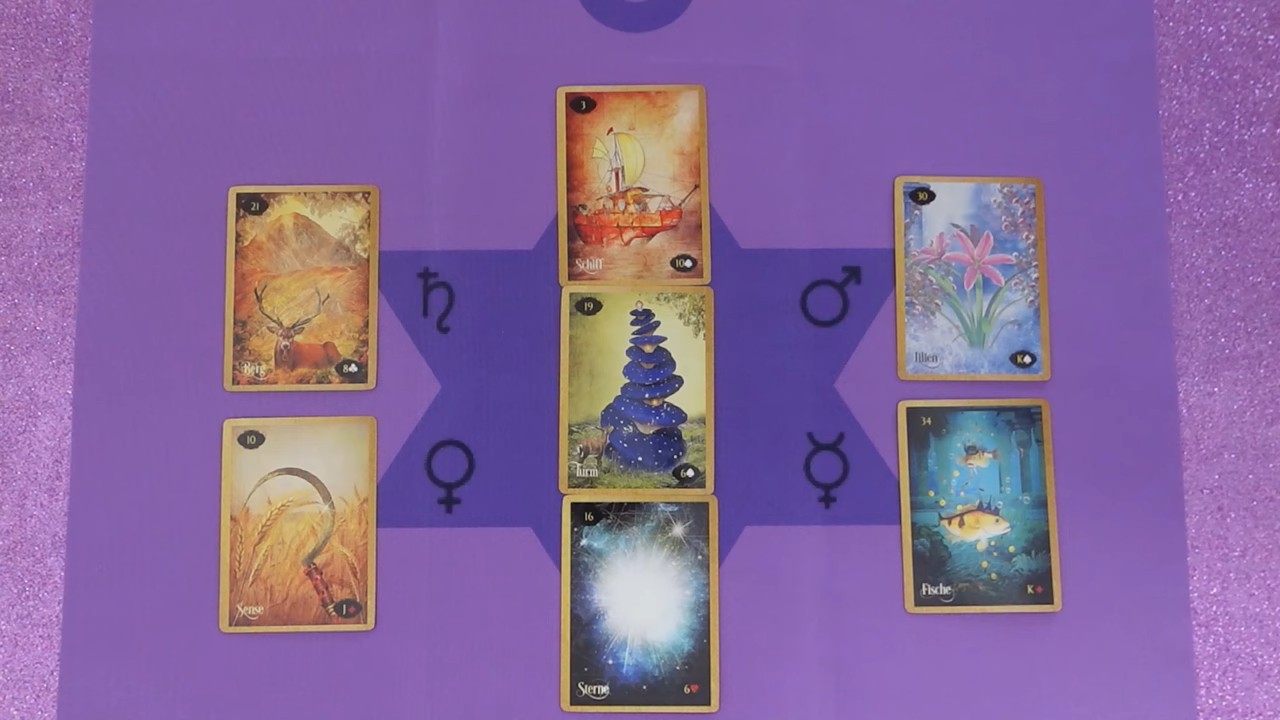 3
Schiff
10♠
21
Berg
8♣
30
Lilien
K♠
♄
♂
19
Turm
6♠
10
Sense
J♦
♀
☿
34
Fische
K♦
16
Sterne
6♥